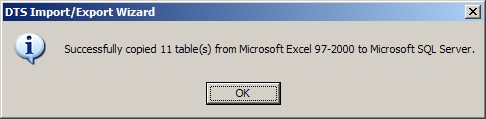 DTS Import/Export Wizard
Successfully copied 11 table(s) from Microsoft Excel 97-2000 to Microsoft SQL Server.
OK